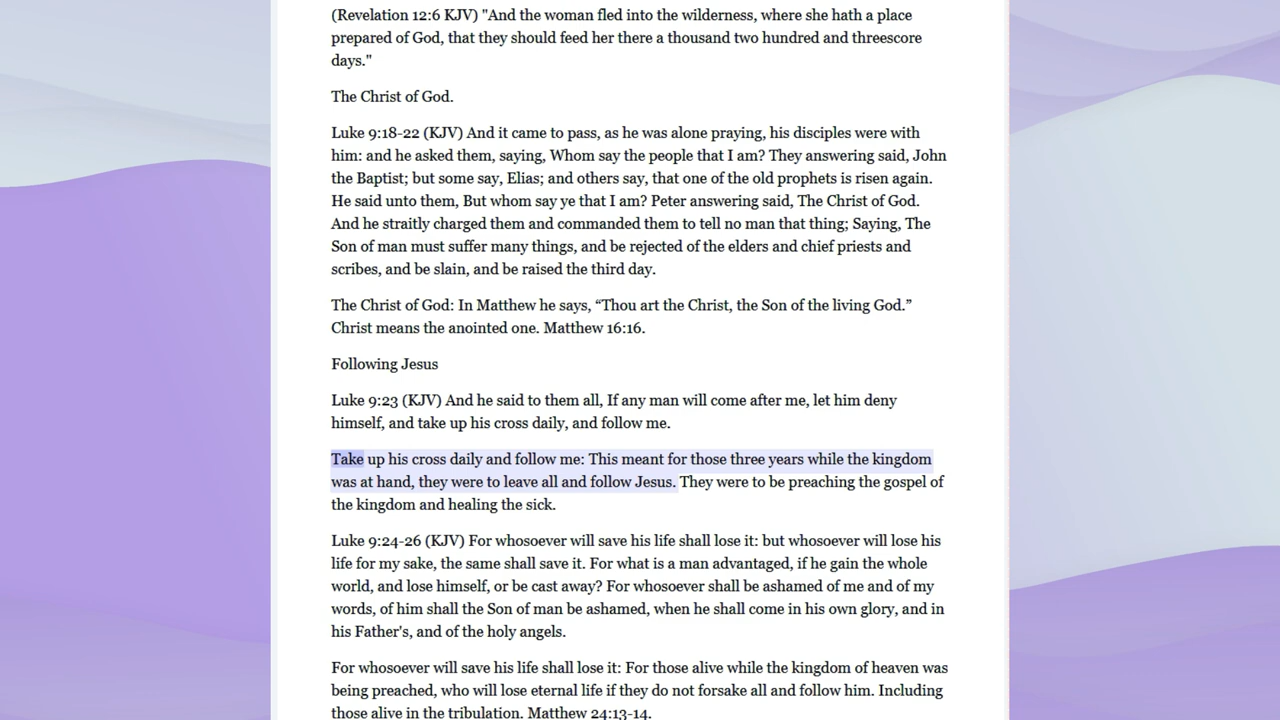 (Revelation 12:6 KJV) "And the woman fled into the wilderness, where she hath a place
prepared of God, that they should feed her there a thousand two hundred and threescore
days."
The Christ of God.
Luke 9:18-22 (KJV) And it came to pass, as he was alone praying, his disciples were with
him: and he asked them, saying, Whom say the people that I am? They answering said, John
the Baptist; but some say, Elias; and others say, that one of the old prophets is risen again.
He said unto them, But whom say ye that I am? Peter answering said, The Christ of God.
And he straitly charged them and commanded them to tell no man that thing; Saying, The
Son of man must suffer many things, and be rejected of the elders and chief priests and
scribes, and be slain, and be raised the third day.
The Christ of God: In Matthew he says, “Thou art the Christ, the Son of the living God.”
Christ means the anointed one. Matthew 16:16.
Following Jesus
Luke 9:23 (KJV) And he said to them all, If any man will come after me, let him deny
himself, and take up his cross daily, and follow me.
Take up his cross daily and follow me: This meant for those three years while the kingdom
was at hand, they were to leave all and follow Jesus. They were to be preaching the gospel of
the kingdom and healing the sick.
Luke 9:24-26 (KJV) For whosoever will save his life shall lose it: but whosoever will lose his
life for my sake, the same shall save it. For what is a man advantaged, if he gain the whole
world, and lose himself, or be cast away? For whosoever shall be ashamed of me and of my
words, of him shall the Son of man be ashamed, when he shall come in his own glory, and in
his Father's, and of the holy angels.
For whosoever will save his life shall lose it: For those alive while the kingdom of heaven was
being preached, who will lose eternal life if they do not forsake all and follow him. Including
those alive in the tribulation. Matthew 24:13-14.